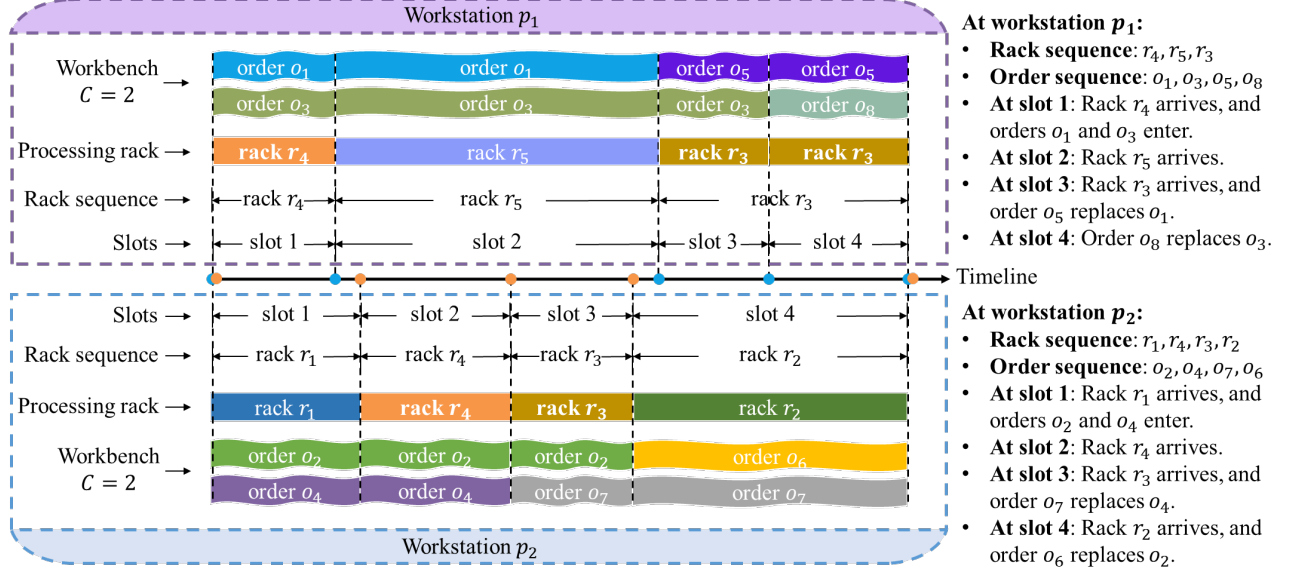 Workstation p₁
Workbench
C = 2
order o₁ order o₁ order o₅ order o₅
order o₃ order o₃ order o₃ order o₈
Processing rack
rack r₄ rack r₅ rack r₃ rack r₃
Rack sequence
rack r₄ rack r₅ rack r₃
Slots
slot 1 slot 2 slot 3 slot 4
Timeline
Slots
slot 1 slot 2 slot 3 slot 4
Rack sequence
rack r₁ rack r₄ rack r₃ rack r₂
Processing rack
rack r₁ rack r₄ rack r₃ rack r₂
Workbench
C = 2
order o₂ order o₂ order o₂ order o₆
order o₄ order o₄ order o₇ order o₇
Workstation p₂
At workstation p₁:
• Rack sequence: r₄, r₅, r₃
• Order sequence: o₁, o₃, o₅, o₈
• At slot 1: Rack r₄ arrives, and
orders o₁ and o₃ enter.
• At slot 2: Rack r₅ arrives.
• At slot 3: Rack r₃ arrives, and
order o₅ replaces o₁.
• At slot 4: Order o₈ replaces o₃.
At workstation p₂:
• Rack sequence: r₁, r₄, r₃, r₂
• Order sequence: o₂, o₄, o₇, o₆
• At slot 1: Rack r₁ arrives, and
orders o₂ and o₄ enter.
• At slot 2: Rack r₄ arrives.
• At slot 3: Rack r₃ arrives, and
order o₇ replaces o₄.
• At slot 4: Rack r₂ arrives, and
order o₆ replaces o₂.